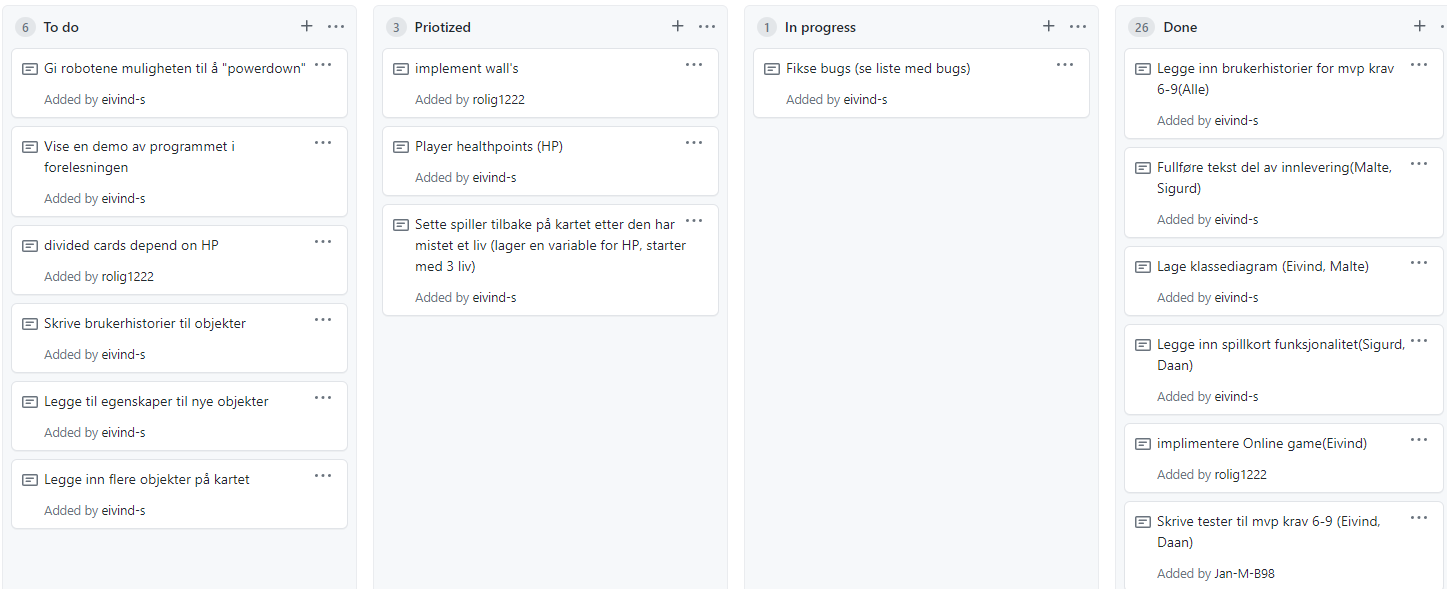 6 To do
Gi robotene muligheten til å "powerdown"
Added by eivind-s
Vise en demo av programmet i
forelesningen
Added by eivind-s
divided cards depend on HP
Added by rolig1222
Skrive brukerhistorier til objekter
Added by eivind-s
Legge til egenskaper til nye objekter
Added by eivind-s
Legge inn flere objekter på kartet
Added by eivind-s
3 Priotized
implement wall's
Added by rolig1222
Player healthpoints (HP)
Added by eivind-s
Sette spiller tilbake på kartet etter den har
mistet et liv (lager en variable for HP, starter
med 3 liv)
Added by eivind-s
1 In progress
Fikse bugs (se liste med bugs)
Added by eivind-s
26 Done
Legge inn brukerhistorier for mvp krav
6-9(Alle)
Added by eivind-s
Fullføre tekst del av innlevering(Malte,
Sigurd)
Added by eivind-s
Lage klassediagram (Eivind, Malte)
Added by eivind-s
Legge inn spillkort funksjonalitet(Sigurd,
Daan)
Added by eivind-s
implimentere Online game(Eivind)
Added by rolig1222
Skrive tester til mvp krav 6-9 (Eivind,
Daan)
Added by Jan-M-B98